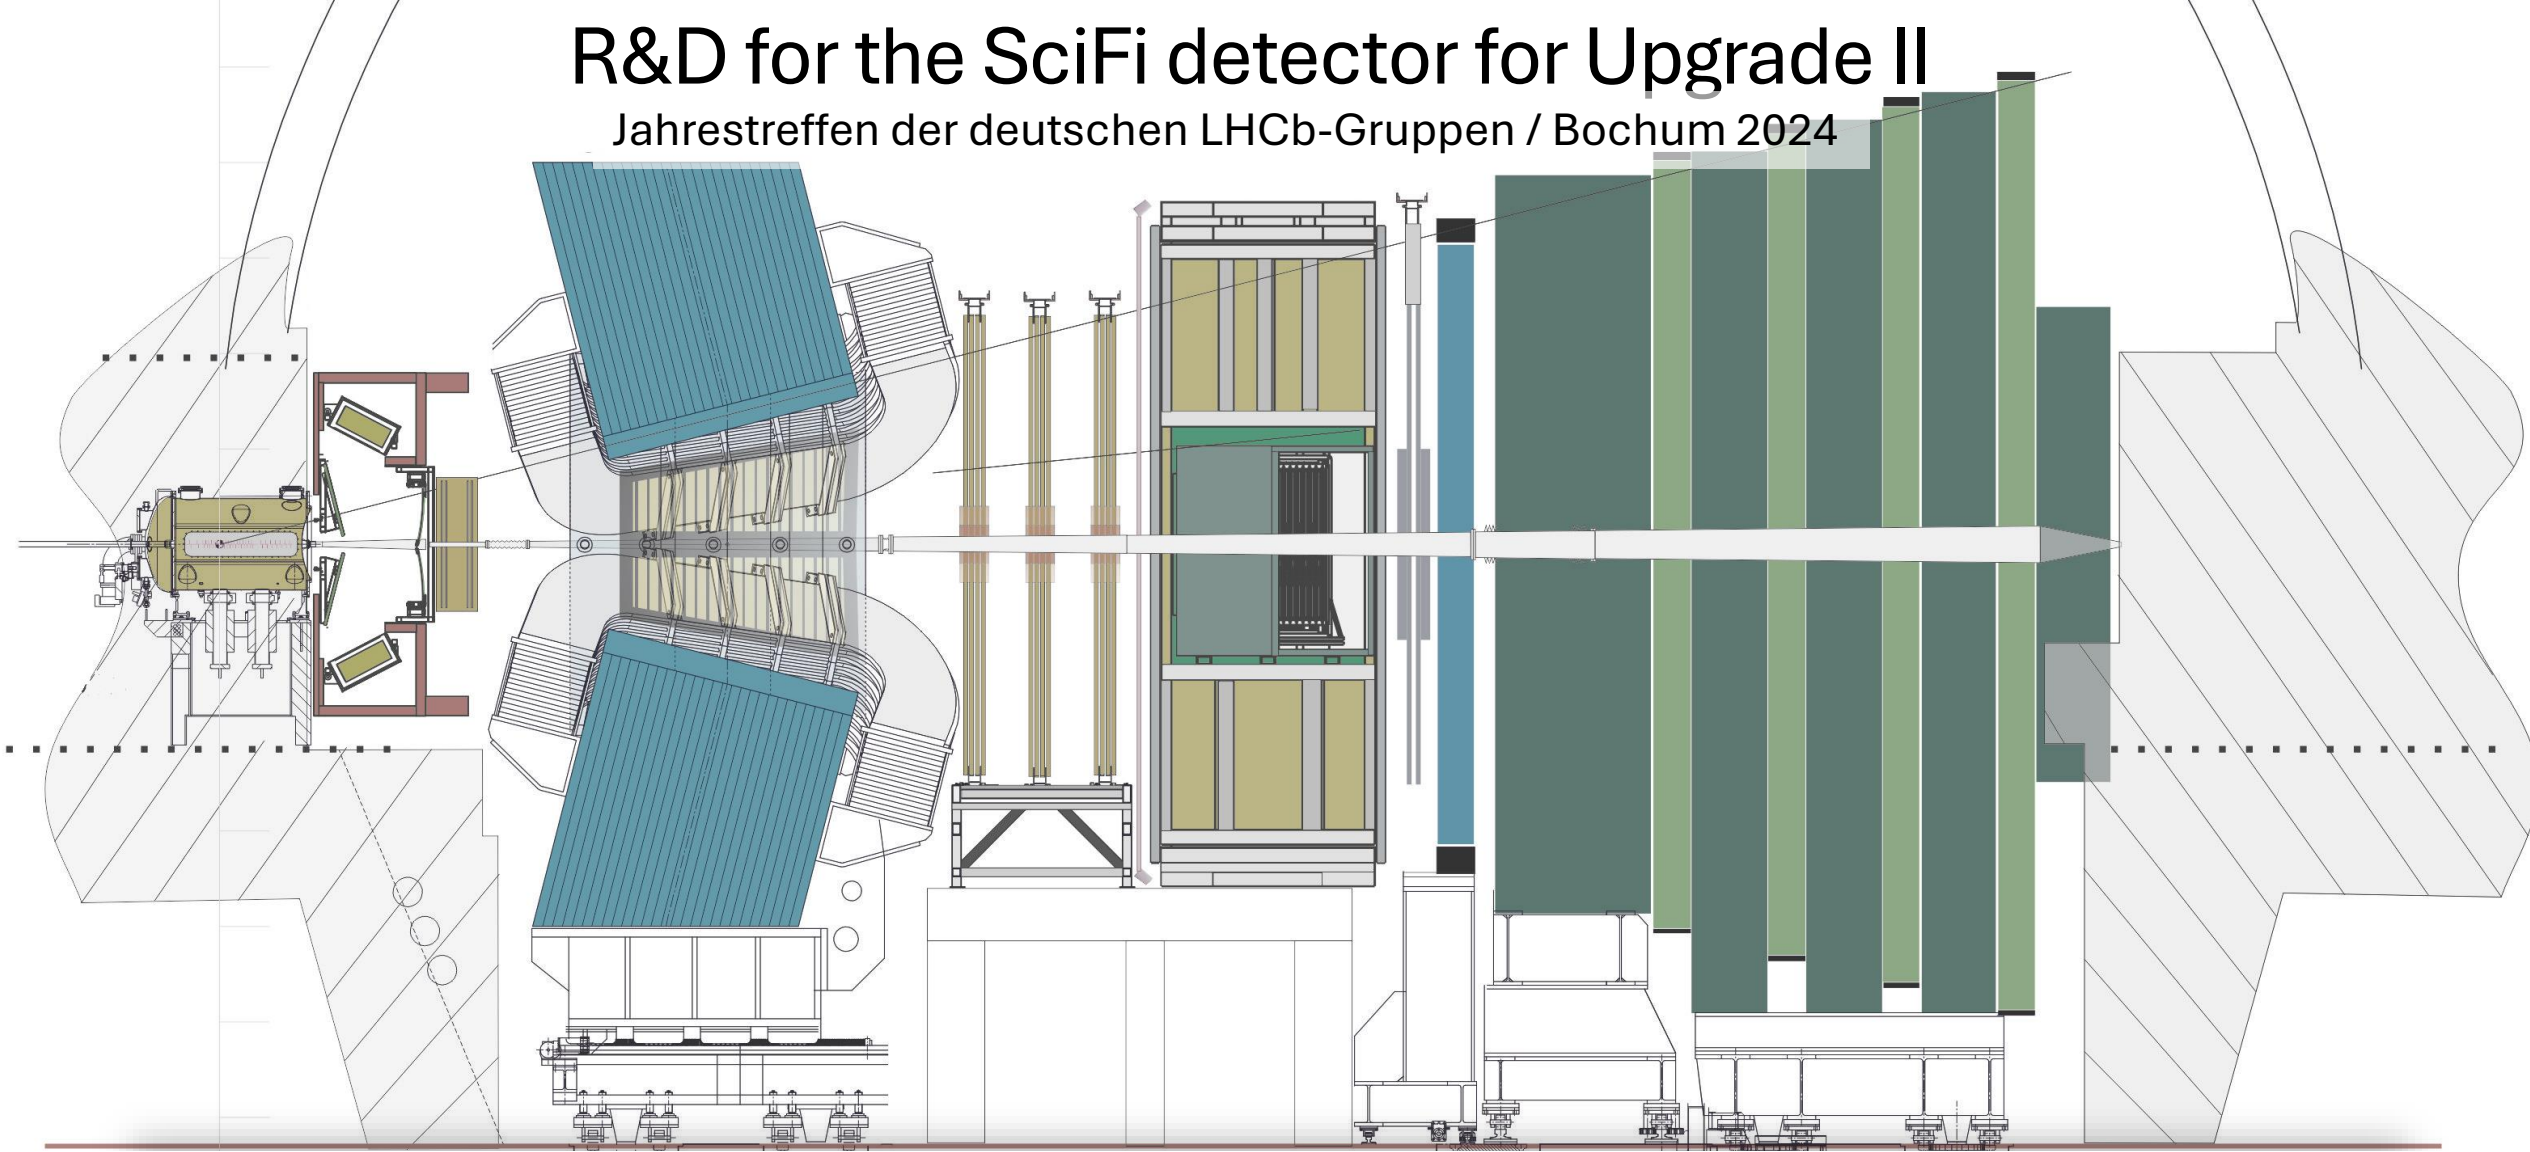 R&D for the SciFi detector for Upgrade II
Jahrestreffen der deutschen LHCb-Gruppen / Bochum 2024